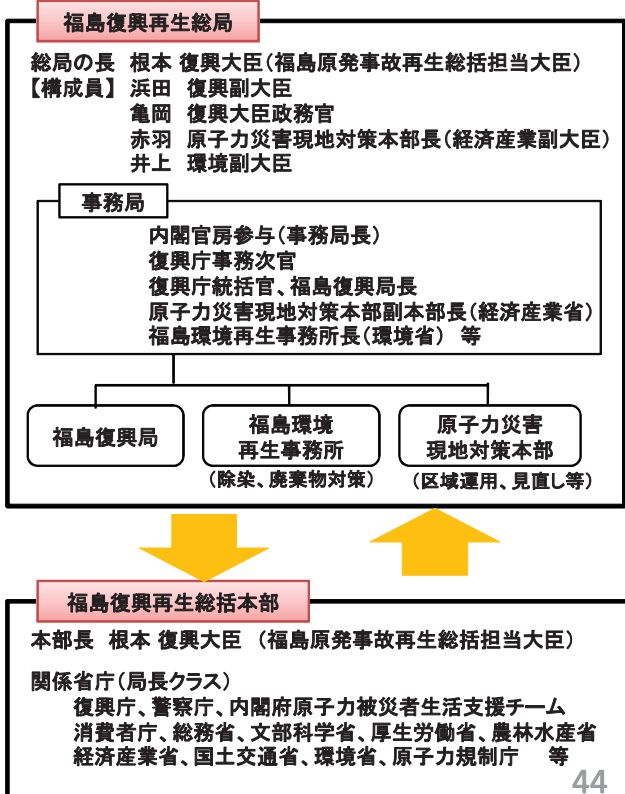 福島復興再生総局
総局の長 根本 復興大臣(福島原発事故再生総括担当大臣)
【構成員】 浜田 復興副大臣
亀岡 復興大臣政務官
赤羽 原子力災害現地対策本部長(経済産業副大臣)
井上 環境副大臣
事務局
内閣官房参与(事務局長)
復興庁事務次官
復興庁統括官、福島復興局長
原子力災害現地対策本部副本部長(経済産業省)
福島環境再生事務所長(環境省) 等
福島復興局
福島環境
再生事務所
(除染、廃棄物対策)
原子力災害
現地対策本部
(区域運用、見直し等)
福島復興再生総括本部
本部長 根本 復興大臣 (福島原発事故再生総括担当大臣)
関係省庁(局長クラス)
復興庁、警察庁、内閣府原子力被災者生活支援チーム
消費者庁、総務省、文部科学省、厚生労働省、農林水産省
経済産業省、国土交通省、環境省、原子力規制庁 等
44